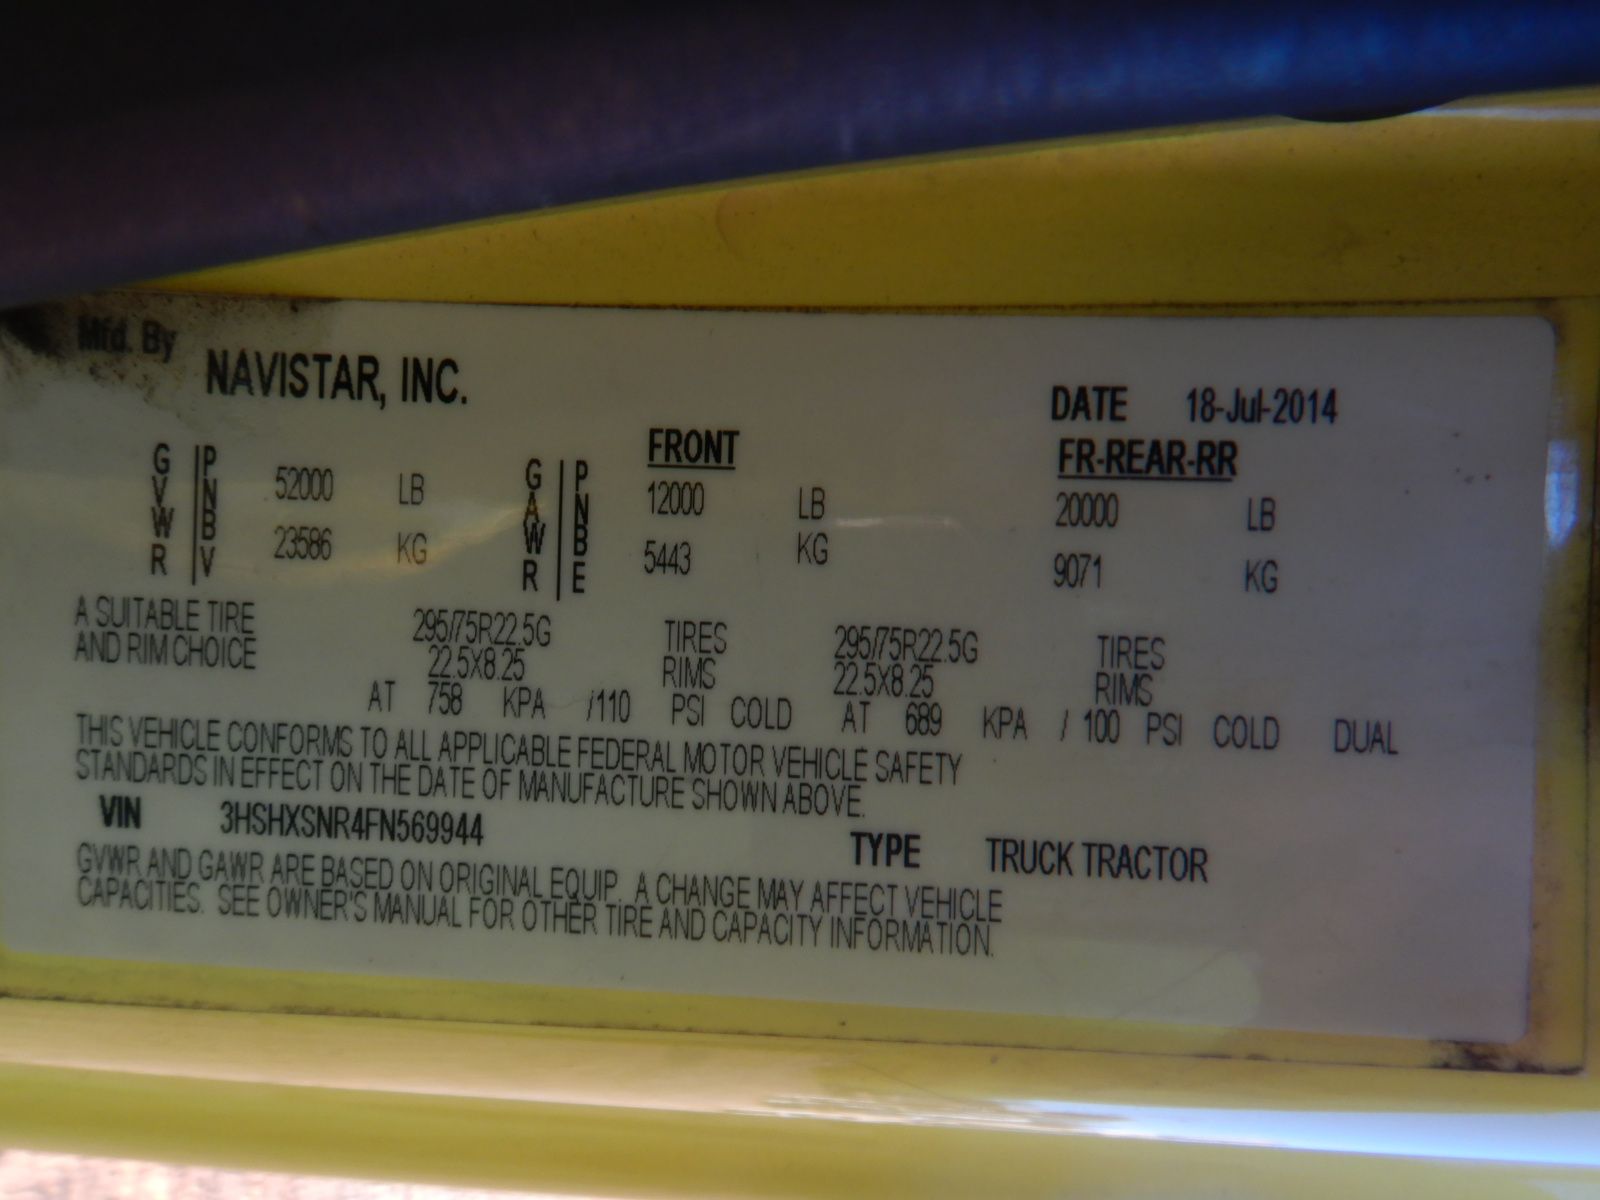 Mfd. By
NAVISTAR, INC.
DATE 18-Jul-2014
FRONT FR-REAR-RR
GVWR PNBV 52000 LB GAWR PNBE 12000 LB 20000 LB
23586 KG 5443 KG 9071 KG
A SUITABLE TIRE 295/75R22.5G TIRES 295/75R22.5G TIRES
AND RIM CHOICE 22.5X8.25 RIMS 22.5X8.25 RIMS
AT 758 KPA /110 PSI COLD AT 689 KPA / 100 PSI COLD DUAL
THIS VEHICLE CONFORMS TO ALL APPLICABLE FEDERAL MOTOR VEHICLE SAFETY
STANDARDS IN EFFECT ON THE DATE OF MANUFACTURE SHOWN ABOVE.
VIN 3HSHXSNR4FN569944 TYPE TRUCK TRACTOR
GVWR AND GAWR ARE BASED ON ORIGINAL EQUIP. A CHANGE MAY AFFECT VEHICLE
CAPACITIES. SEE OWNER'S MANUAL FOR OTHER TIRE AND CAPACITY INFORMATION.